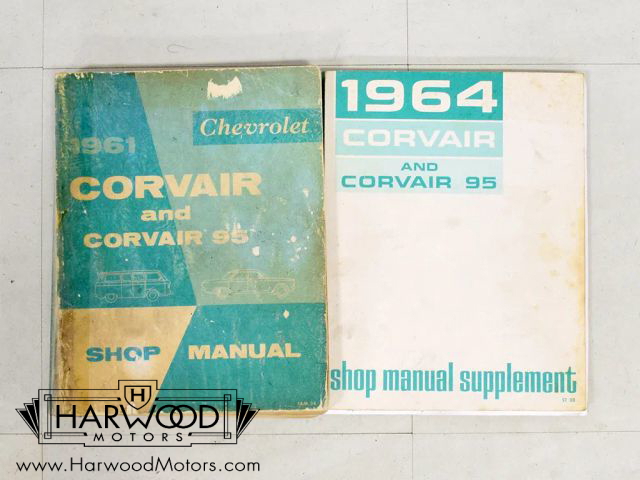 1961
Chevrolet
CORVAIR
and
CORVAIR 95
SHOP MANUAL
1964
CORVAIR
AND
CORVAIR 95
shop manual supplement
H
HARWOOD
MOTORS
www.HarwoodMotors.com